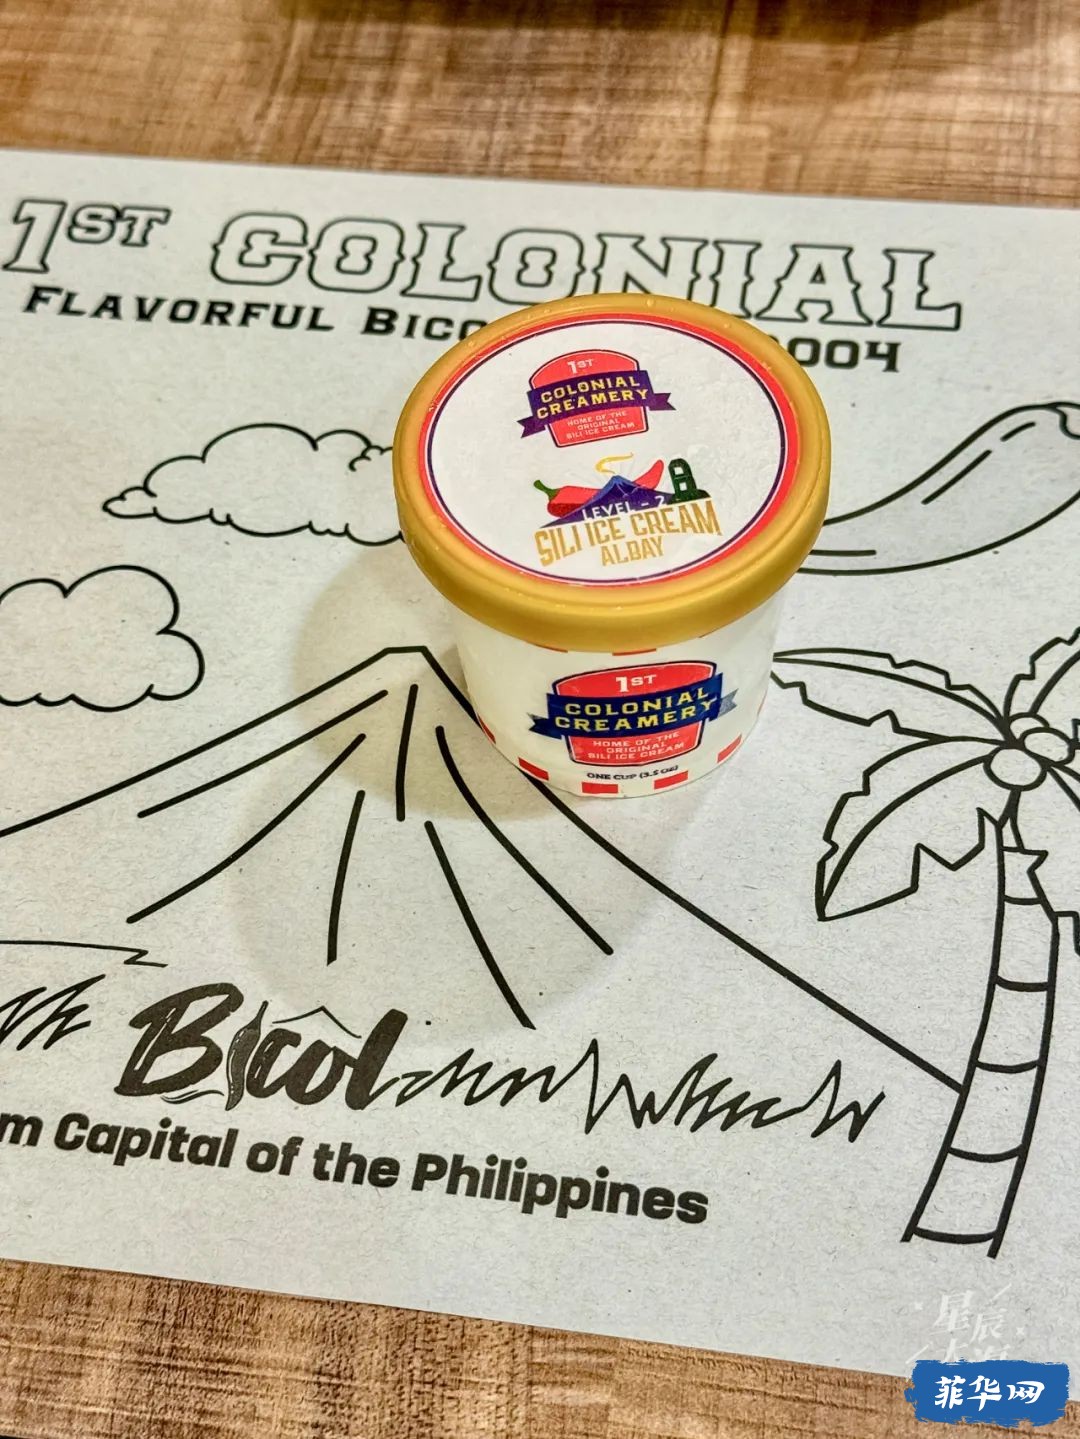 1ST COLONIAL
FLAVORFUL BICO 2004
1ST
COLONIAL
CREAMERY
HOME OF THE
ORIGINAL
SILI ICE CREAM
LEVEL - 2
SILI ICE CREAM
ALBAY
1ST
COLONIAL
CREAMERY
HOME OF THE
ORIGINAL
SILI ICE CREAM
ONE CUP (3.5 OZ)
Bicol
m Capital of the Philippines
星辰
菲华网